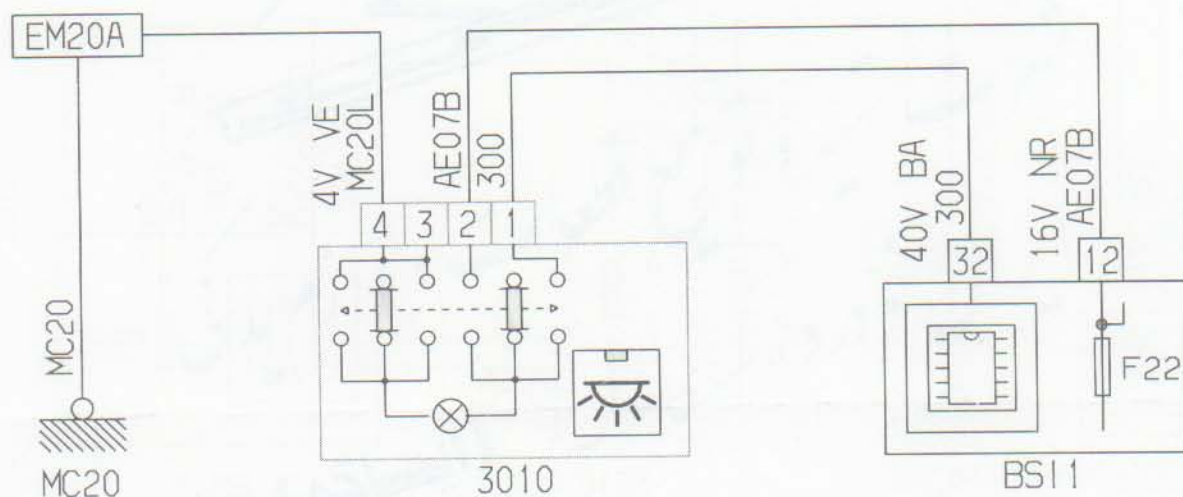 EM20A
4V VE
MC20L
AE07B
300
40V BA
300
16V NR
AE07B
4 3 2 1
32
12
MC20
F22
MC20
3010
BSI1